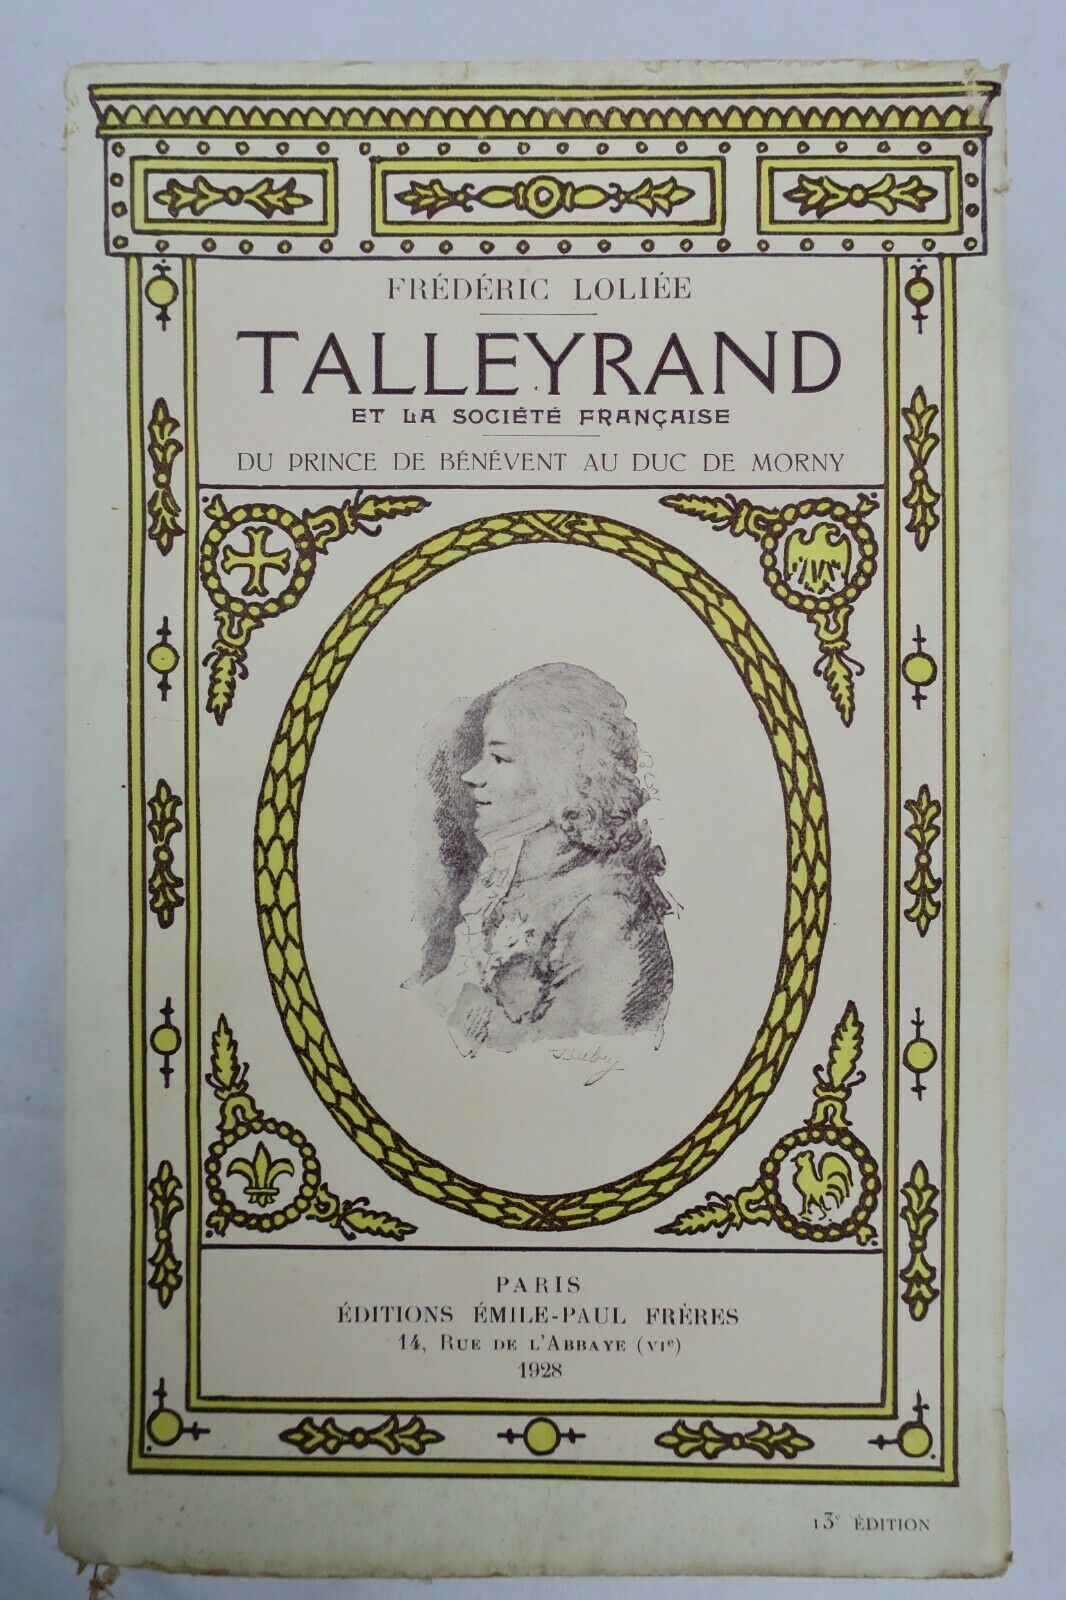 FRÉDÉRIC LOLIÉE
TALLEYRAND
ET LA SOCIÉTÉ FRANÇAISE
DU PRINCE DE BÉNÉVENT AU DUC DE MORNY
PARIS
ÉDITIONS ÉMILE-PAUL FRÈRES
14, RUE DE L'ABBAYE (VIe)
1928
13e ÉDITION